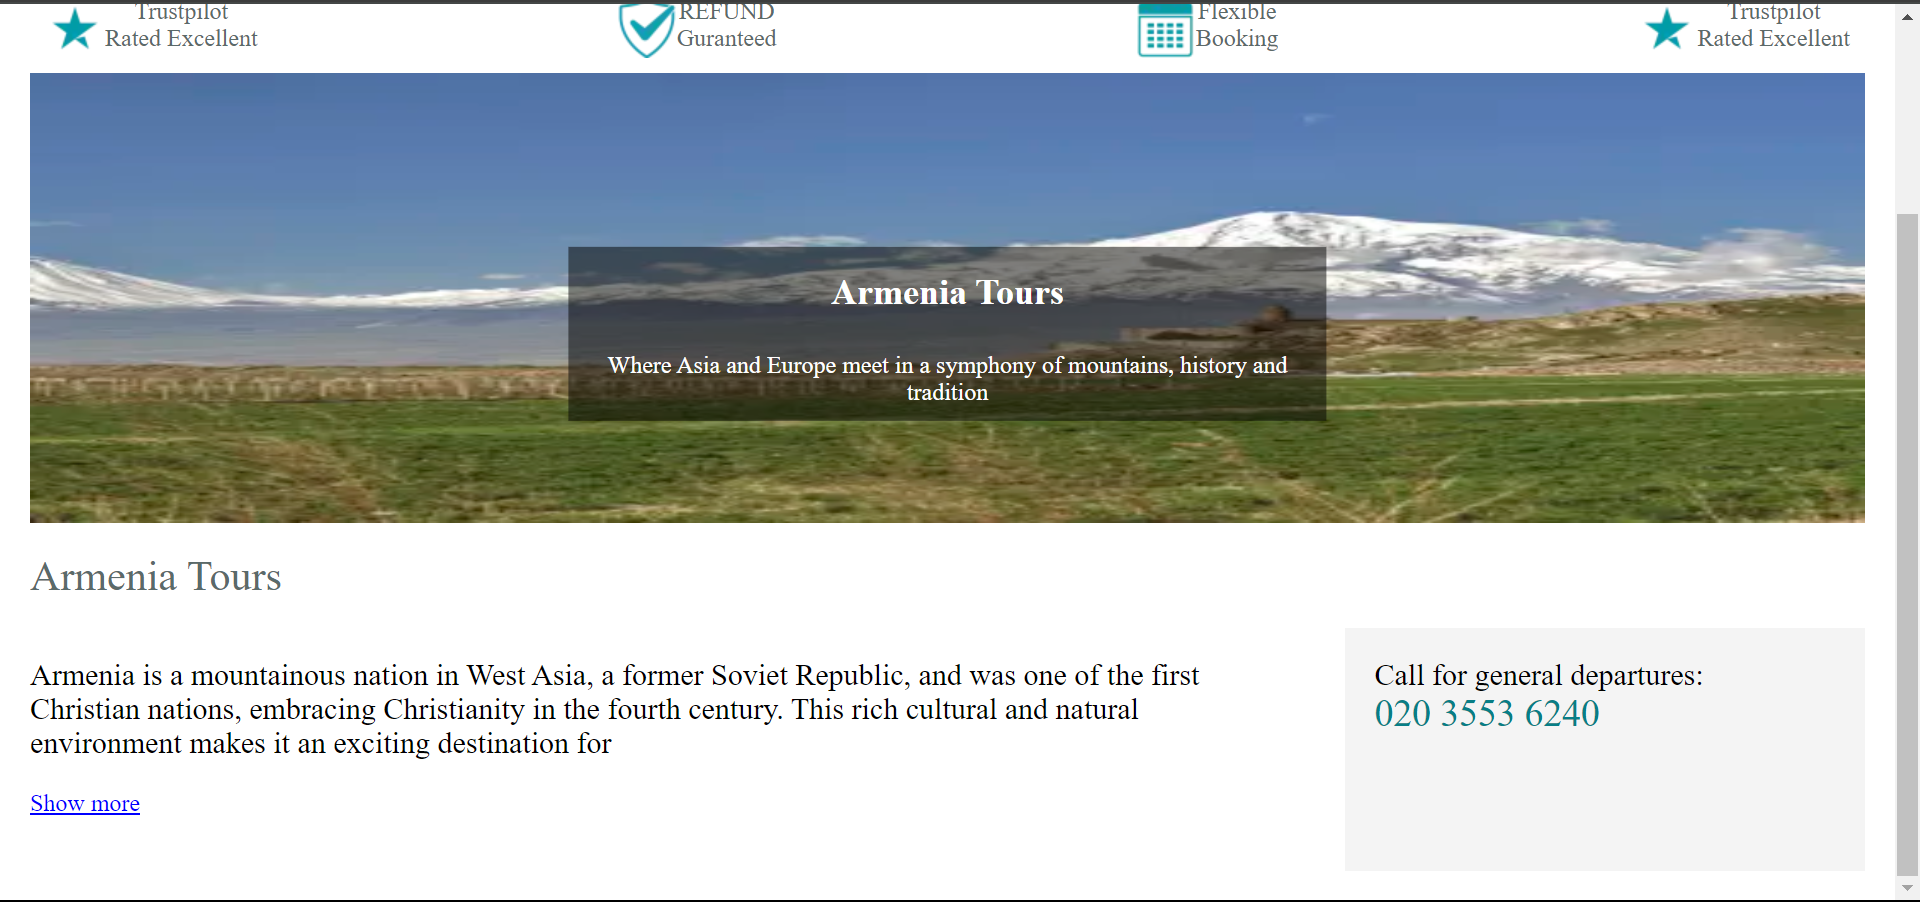 Trustpilot
Rated Excellent
REFUND
Guranteed
Flexible
Booking
Trustpilot
Rated Excellent
Armenia Tours
Where Asia and Europe meet in a symphony of mountains, history and
tradition
Armenia Tours
Armenia is a mountainous nation in West Asia, a former Soviet Republic, and was one of the first
Christian nations, embracing Christianity in the fourth century. This rich cultural and natural
environment makes it an exciting destination for
Show more
Call for general departures:
020 3553 6240